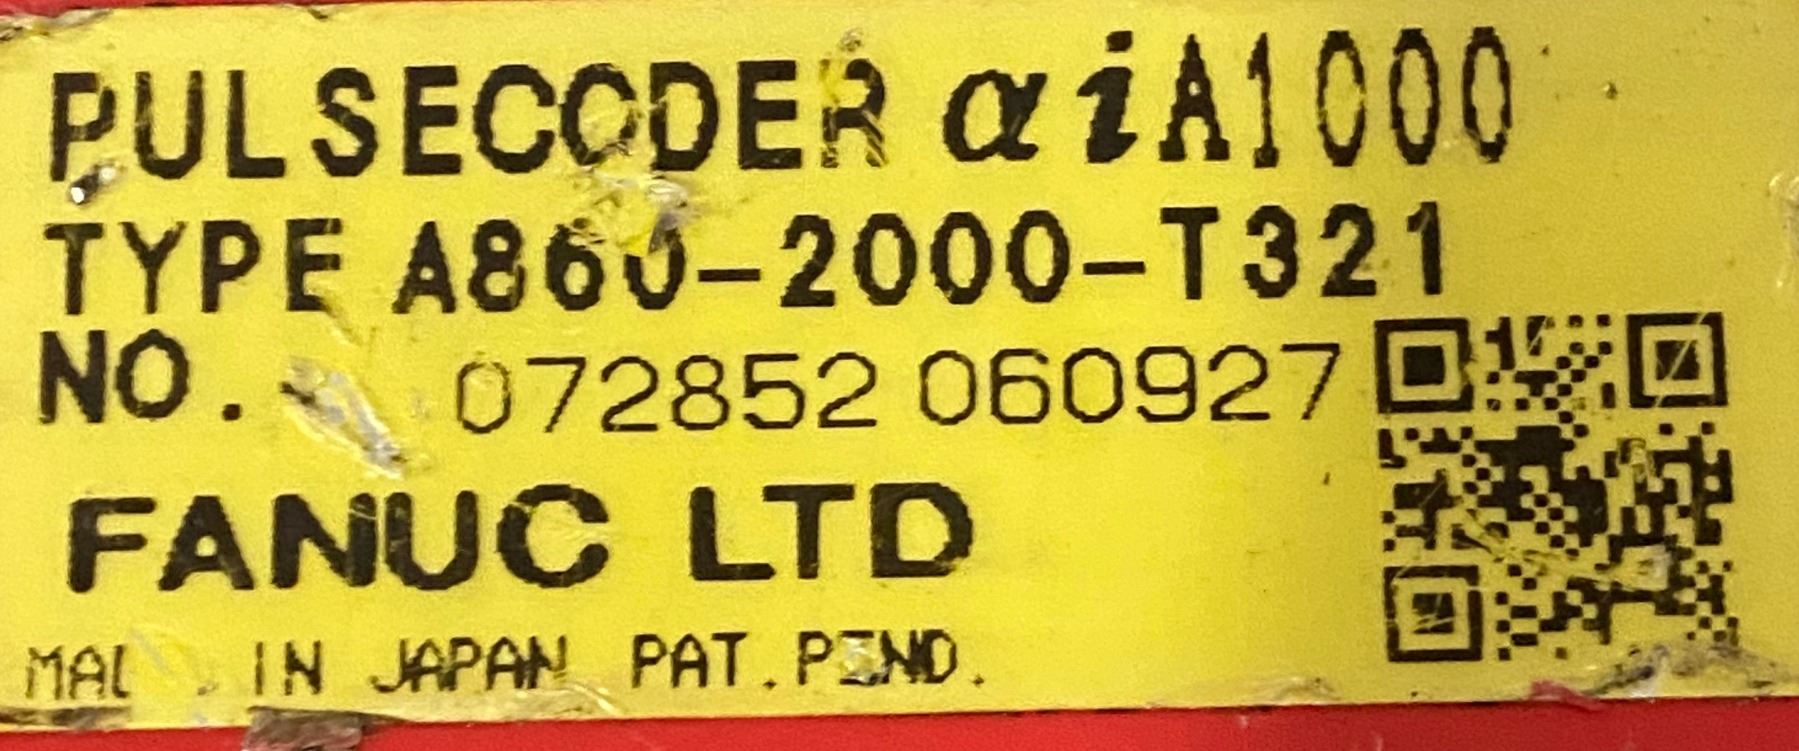 PULSECODER αiA1000
TYPE A860-2000-T321
NO. 072852 060927
FANUC LTD
IN JAPAN PAT.PEND.